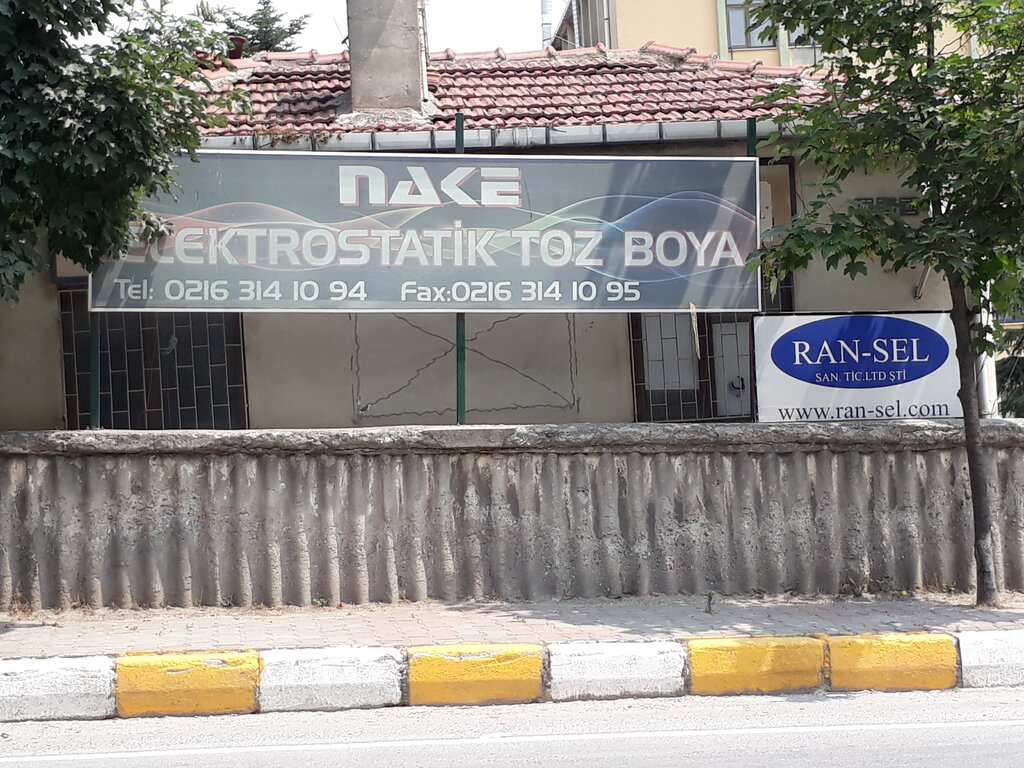 NAKE
ELEKTROSTATİK TOZ BOYA
Tel: 0216 314 10 94 Fax:0216 314 10 95
RAN-SEL
SAN. TİC.LTD ŞTİ
www.ran-sel.com